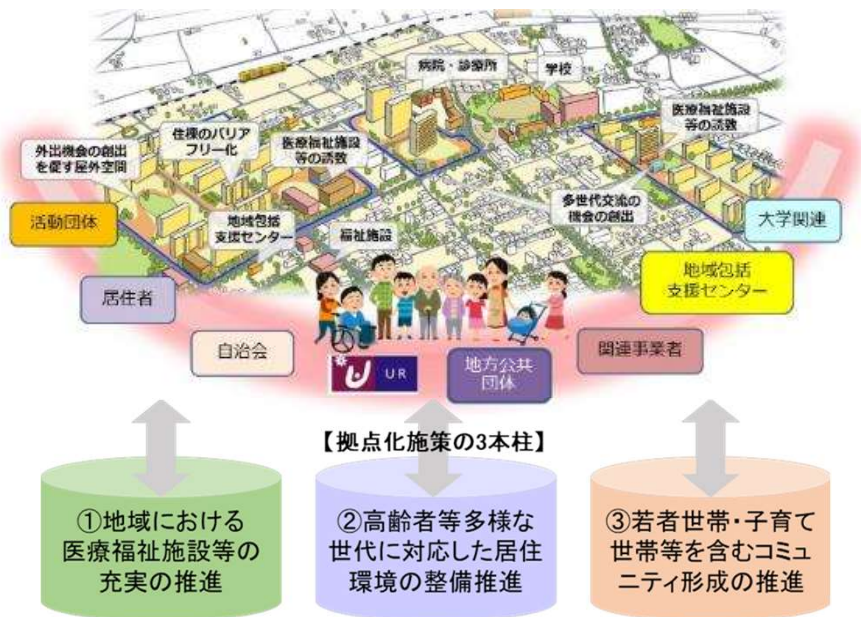 病院・診療所
学校
住棟のバリア
フリー化
医療福祉施設
等の誘致
医療福祉施設
等の誘致
外出機会の創出
を促す屋外空間
多世代交流の
機会の創出
地域包括
支援センター
福祉施設
活動団体
大学関連
居住者
地域包括
支援センター
自治会
UR
地方公共
団体
関連事業者
【拠点化施策の3本柱】
①地域における
医療福祉施設等の
充実の推進
②高齢者等多様な
世代に対応した居住
環境の整備推進
③若者世帯・子育て
世帯等を含むコミュ
ニティ形成の推進